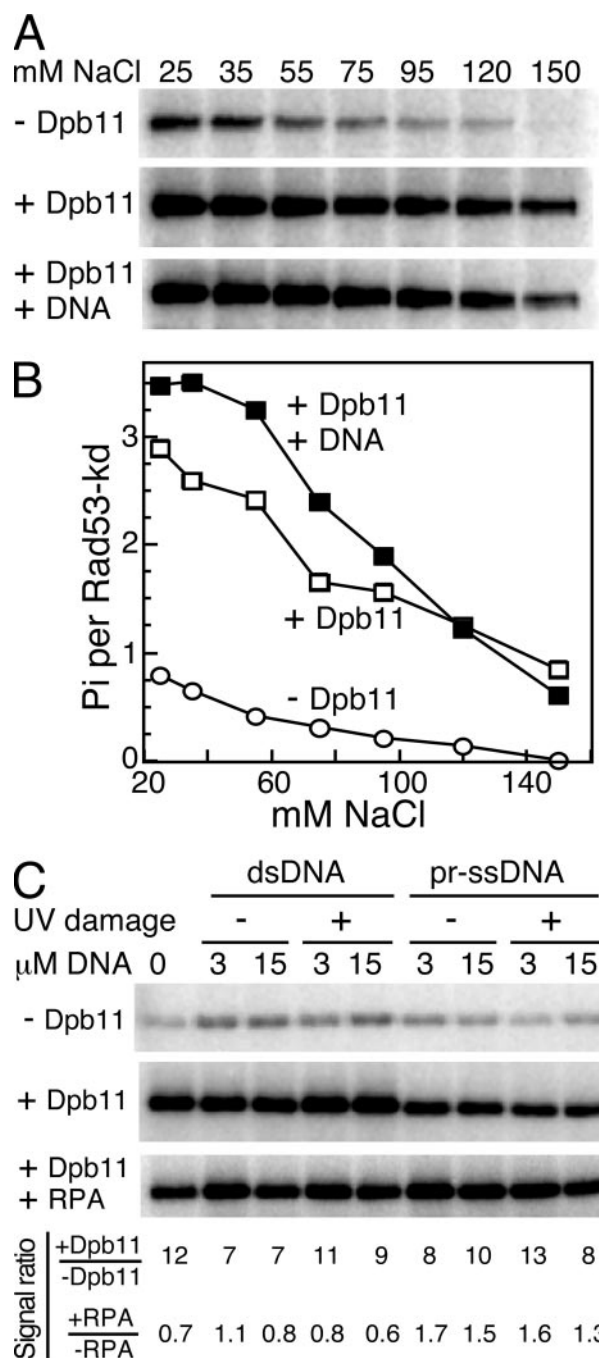 A
mM NaCl 25 35 55 75 95 120 150
- Dpb11
+ Dpb11
+ Dpb11
+ DNA
B
Pi per Rad53-kd
3
2
1
0
+ Dpb11
+ DNA
+ Dpb11
- Dpb11
20 60 100 140
mM NaCl
C
dsDNA pr-ssDNA
UV damage - + - +
μM DNA 0 3 15 3 15 3 15 3 15
- Dpb11
+ Dpb11
+ Dpb11
+ RPA
Signal ratio
+Dpb11
-Dpb11
12 7 7 11 9 8 10 13 8
+RPA
-RPA
0.7 1.1 0.8 0.8 0.6 1.7 1.5 1.6 1.3